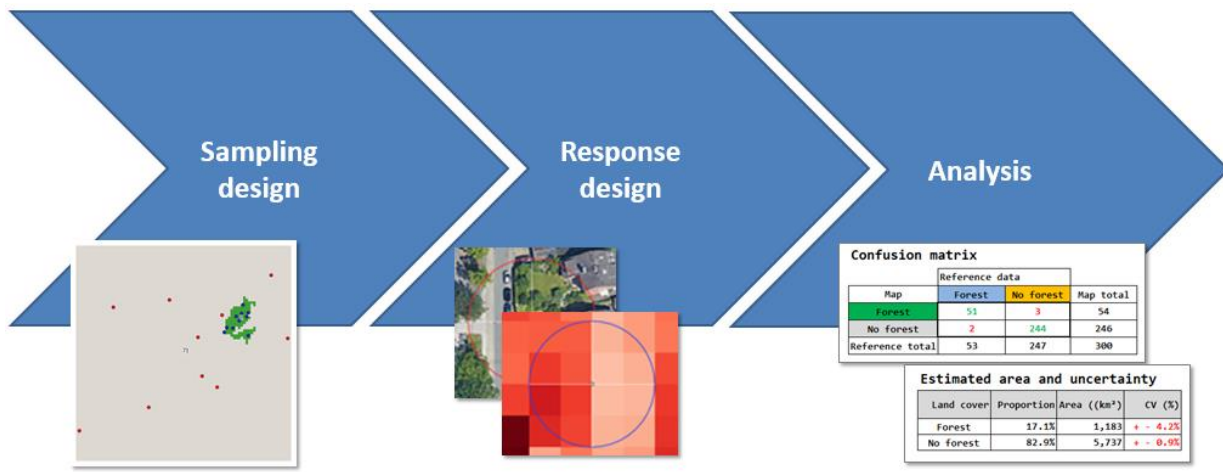 Sampling
design
Response
design
Analysis
Confusion matrix
Reference data
Map Forest No forest Map total
Forest 51 3 54
No forest 2 244 246
Reference total 53 247 300
Estimated area and uncertainty
Land cover Proportion Area ((km²) CV (%)
Forest 17.1% 1,183 + - 4.2%
No forest 82.9% 5,737 + - 0.9%